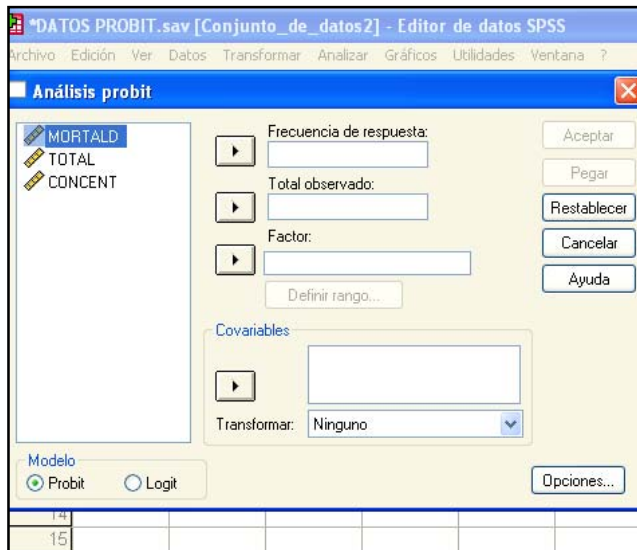 *DATOS PROBIT.sav [Conjunto_de_datos2] - Editor de datos SPSS
Archivo Edición Ver Datos Transformar Analizar Gráficos Utilidades Ventana ?
Análisis probit
MORTALD
TOTAL
CONCENT
Frecuencia de respuesta:
Total observado:
Factor:
Definir rango...
Covariables
Transformar: Ninguno
Aceptar
Pegar
Restablecer
Cancelar
Ayuda
Modelo
Probit Logit
Opciones...
14
15